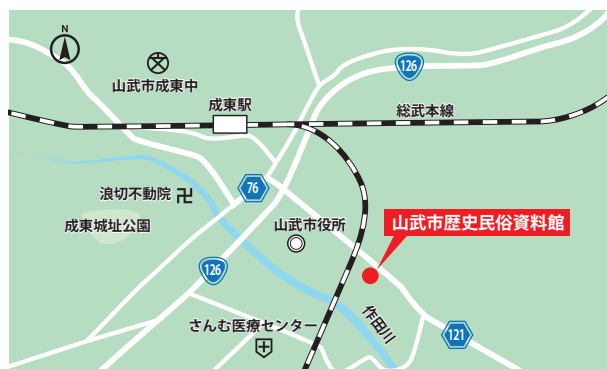 N
126
山武市成東中
成東駅
総武本線
浪切不動院
76
成東城址公園
山武市役所
山武市歴史民俗資料館
126
さんむ医療センター
作田川
121